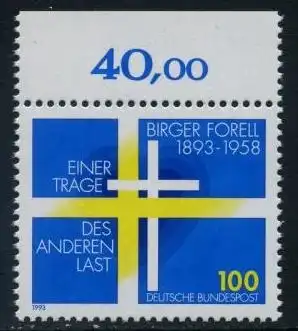 40,00
BIRGER FORELL
1893-1958
EINER
TRAGE
DES
ANDEREN
LAST
100
DEUTSCHE BUNDESPOST
1993